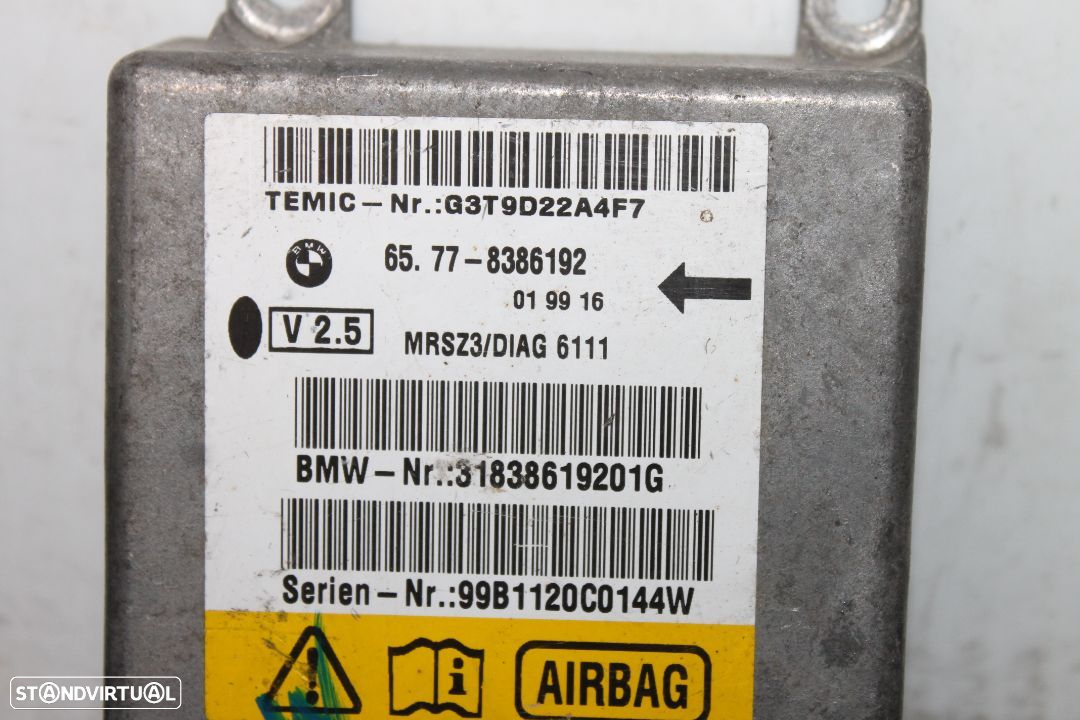 TEMIC – Nr.:G3T9D22A4F7
BMW
65. 77 – 8386192
01 99 16
V 2.5
MRSZ3/DIAG 6111
BMW – Nr.:31838619201G
Serien – Nr.:99B1120C0144W
AIRBAG
STANDVIRTUAL